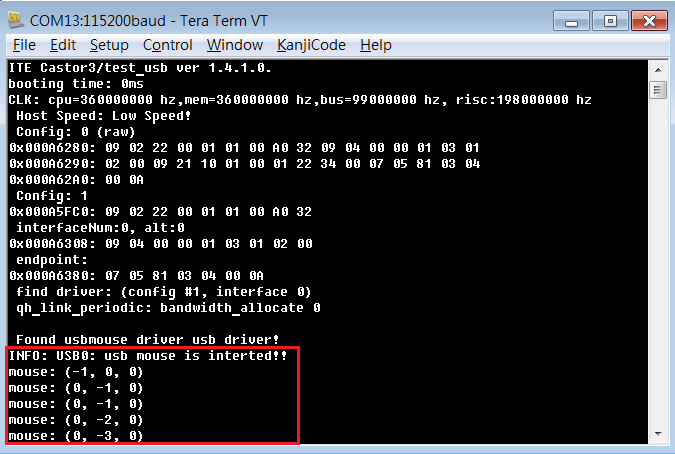 COM13:115200baud - Tera Term VT
File Edit Setup Control Window KanjiCode Help
ITE Castor3/test_usb ver 1.4.1.0.
booting time: 0ms
CLK: cpu=360000000 hz,mem=360000000 hz,bus=99000000 hz, risc:198000000 hz
Host Speed: Low Speed!
Config: 0 (raw)
0x000A6280: 09 02 22 00 01 01 00 A0 32 09 04 00 00 01 03 01
0x000A6290: 02 00 09 21 10 01 00 01 22 34 00 07 05 81 03 04
0x000A62A0: 00 0A
Config: 1
0x000A5FC0: 09 02 22 00 01 01 00 A0 32
interfaceNum:0, alt:0
0x000A6308: 09 04 00 00 01 03 01 02 00
endpoint:
0x000A6380: 07 05 81 03 04 00 0A
find driver: (config #1, interface 0)
qh_link_periodic: bandwidth_allocate 0
Found usbmouse driver usb driver!
INFO: USB0: usb mouse is interted!!
mouse: (-1, 0, 0)
mouse: (0, -1, 0)
mouse: (0, -1, 0)
mouse: (0, -2, 0)
mouse: (0, -3, 0)